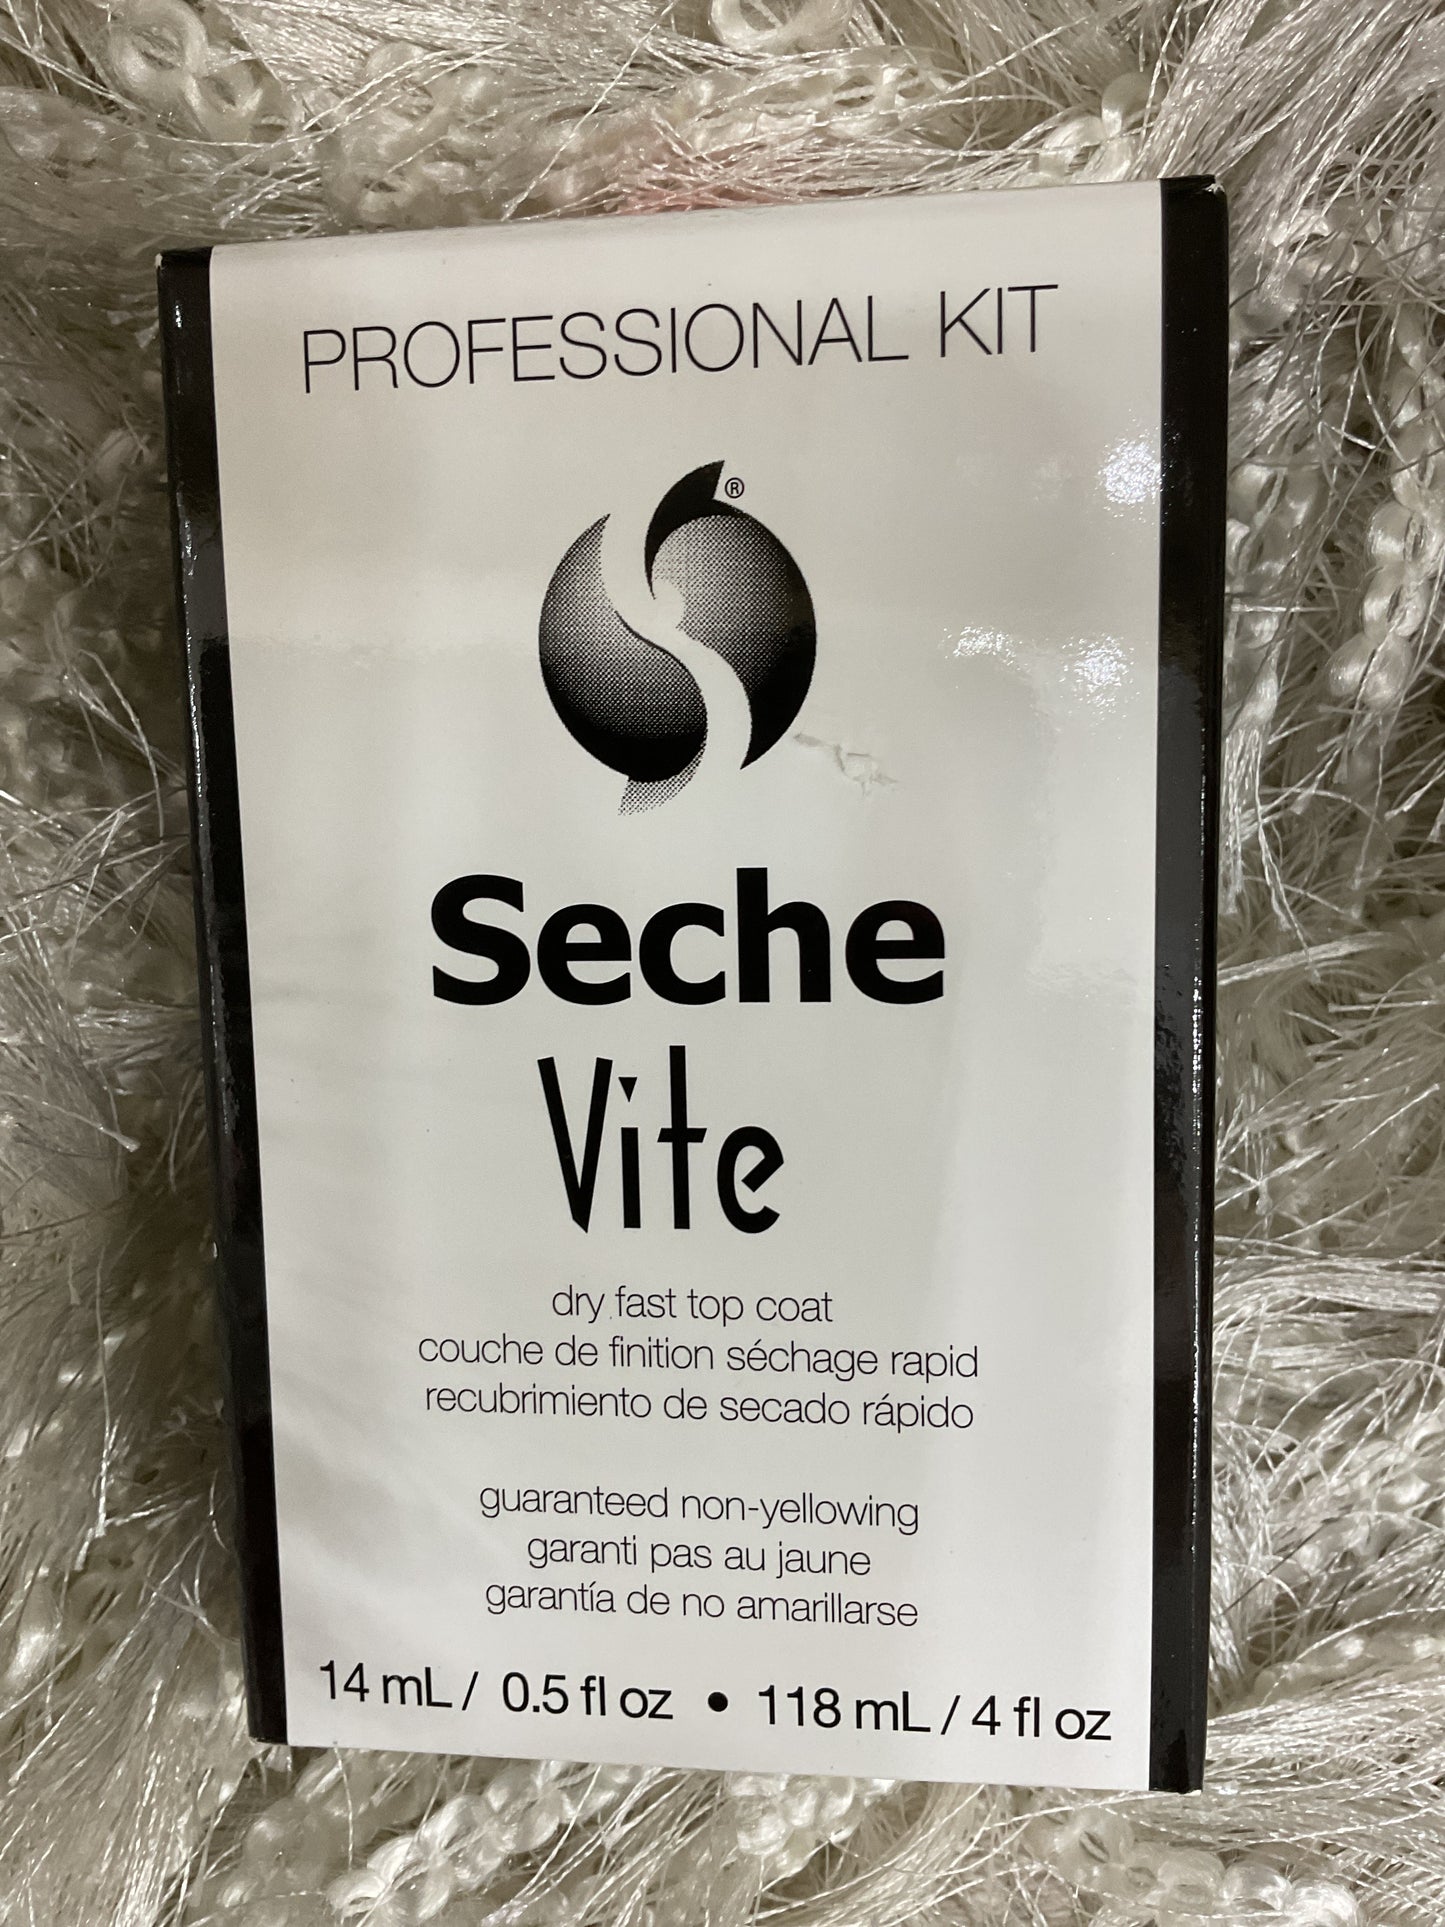 PROFESSIONAL KIT
®
Seche
Vite
dry fast top coat
couche de finition séchage rapid
recubrimiento de secado rápido
guaranteed non-yellowing
garanti pas au jaune
garantía de no amarillarse
14 mL / 0.5 fl oz • 118 mL / 4 fl oz